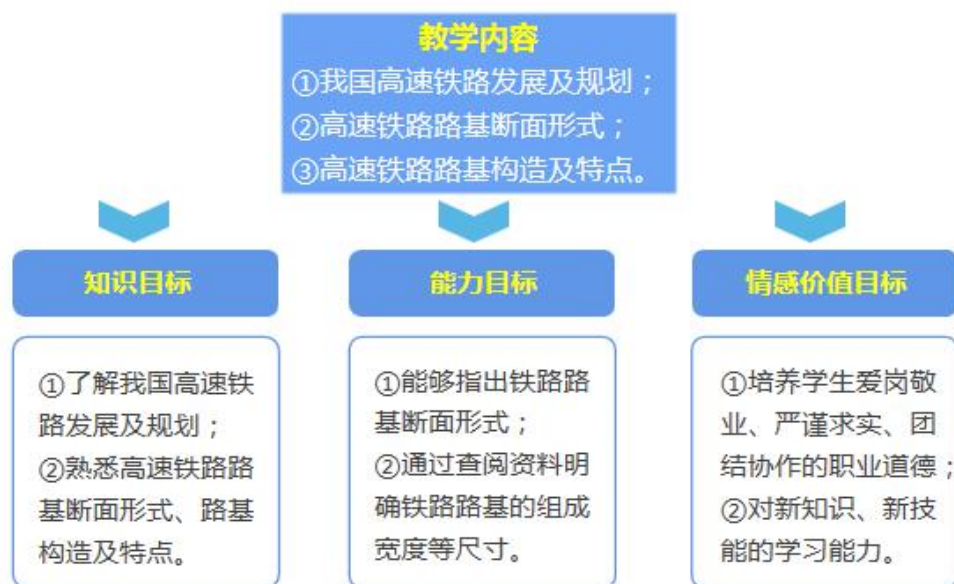 教学内容
①我国高速铁路发展及规划；
②高速铁路路基断面形式；
③高速铁路路基构造及特点。
知识目标
①了解我国高速铁
路发展及规划；
②熟悉高速铁路路
基断面形式、路基
构造及特点。
能力目标
①能够指出铁路路
基断面形式；
②通过查阅资料明
确铁路路基的组成
宽度等尺寸。
情感价值目标
①培养学生爱岗敬
业、严谨求实、团
结协作的职业道德；
②对新知识、新技
能的学习能力。